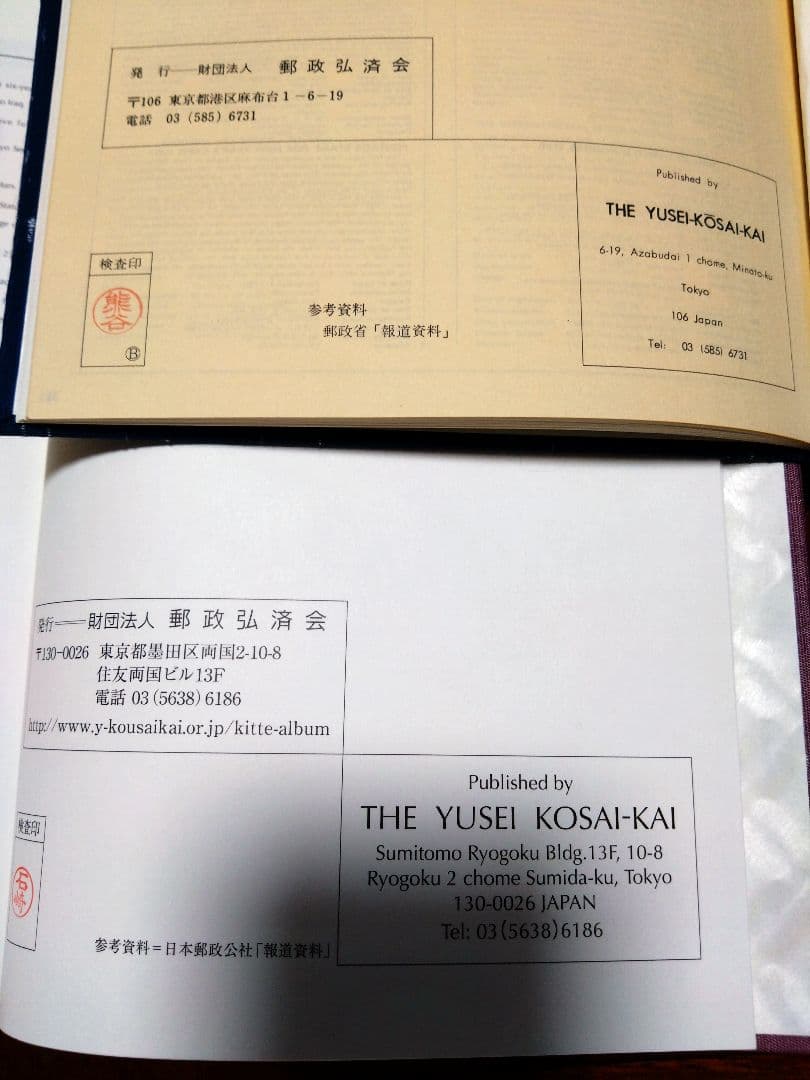 発 行──財団法人 郵政弘済会
〒106 東京都港区麻布台1-6-19
電話 03 (585) 6731
Published by
THE YUSEI-KŌSAI-KAI
6-19, Azabudai 1 chome, Minato-ku
Tokyo
106 Japan
Tel: 03 (585) 6731
検査印
熊谷
Ⓑ
参考資料
郵政省「報道資料」
発行──財団法人 郵政弘済会
〒130-0026 東京都墨田区両国2-10-8
住友両国ビル13F
電話 03(5638)6186
http://www.y-kousaikai.or.jp/kitte-album
Published by
THE YUSEI KOSAI-KAI
Sumitomo Ryogoku Bldg.13F, 10-8
Ryogoku 2 chome Sumida-ku, Tokyo
130-0026 JAPAN
Tel: 03(5638)6186
検査印
石崎
参考資料=日本郵政公社「報道資料」